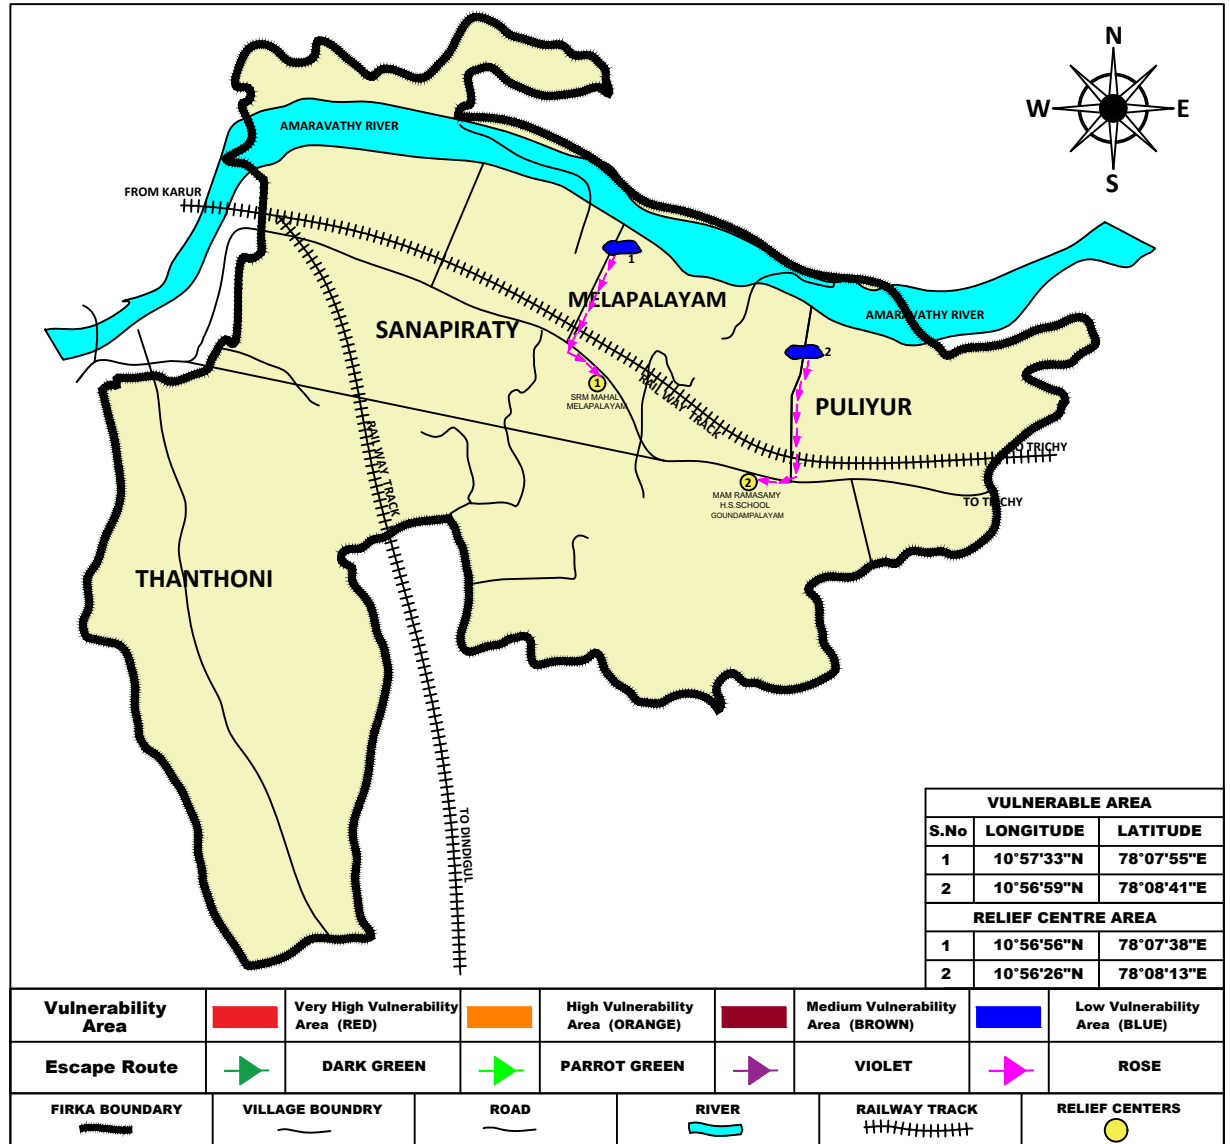 N
W
E
S
AMARAVATHY RIVER
FROM KARUR
1
MELAPALAYAM
SANAPIRATY
AMARAVATHY RIVER
2
1
SRM MAHAL
MELAPALAYAM
RAIL WAY TRACK
PULIYUR
RAIL WAY TRACK
TO TRICHY
2
MAM RAMASAMY
H.S.SCHOOL
GOUNDAMPALAYAM
TO TRICHY
THANTHONI
TO DINDIGUL
VULNERABLE AREA
S.No LONGITUDE LATITUDE
1 10°57'33"N 78°07'55"E
2 10°56'59"N 78°08'41"E
RELIEF CENTRE AREA
1 10°56'56"N 78°07'38"E
2 10°56'26"N 78°08'13"E
Vulnerability
Area
Very High Vulnerability
Area (RED)
High Vulnerability
Area (ORANGE)
Medium Vulnerability
Area (BROWN)
Low Vulnerability
Area (BLUE)
Escape Route
DARK GREEN
PARROT GREEN
VIOLET
ROSE
FIRKA BOUNDARY
VILLAGE BOUNDRY
ROAD
RIVER
RAILWAY TRACK
RELIEF CENTERS